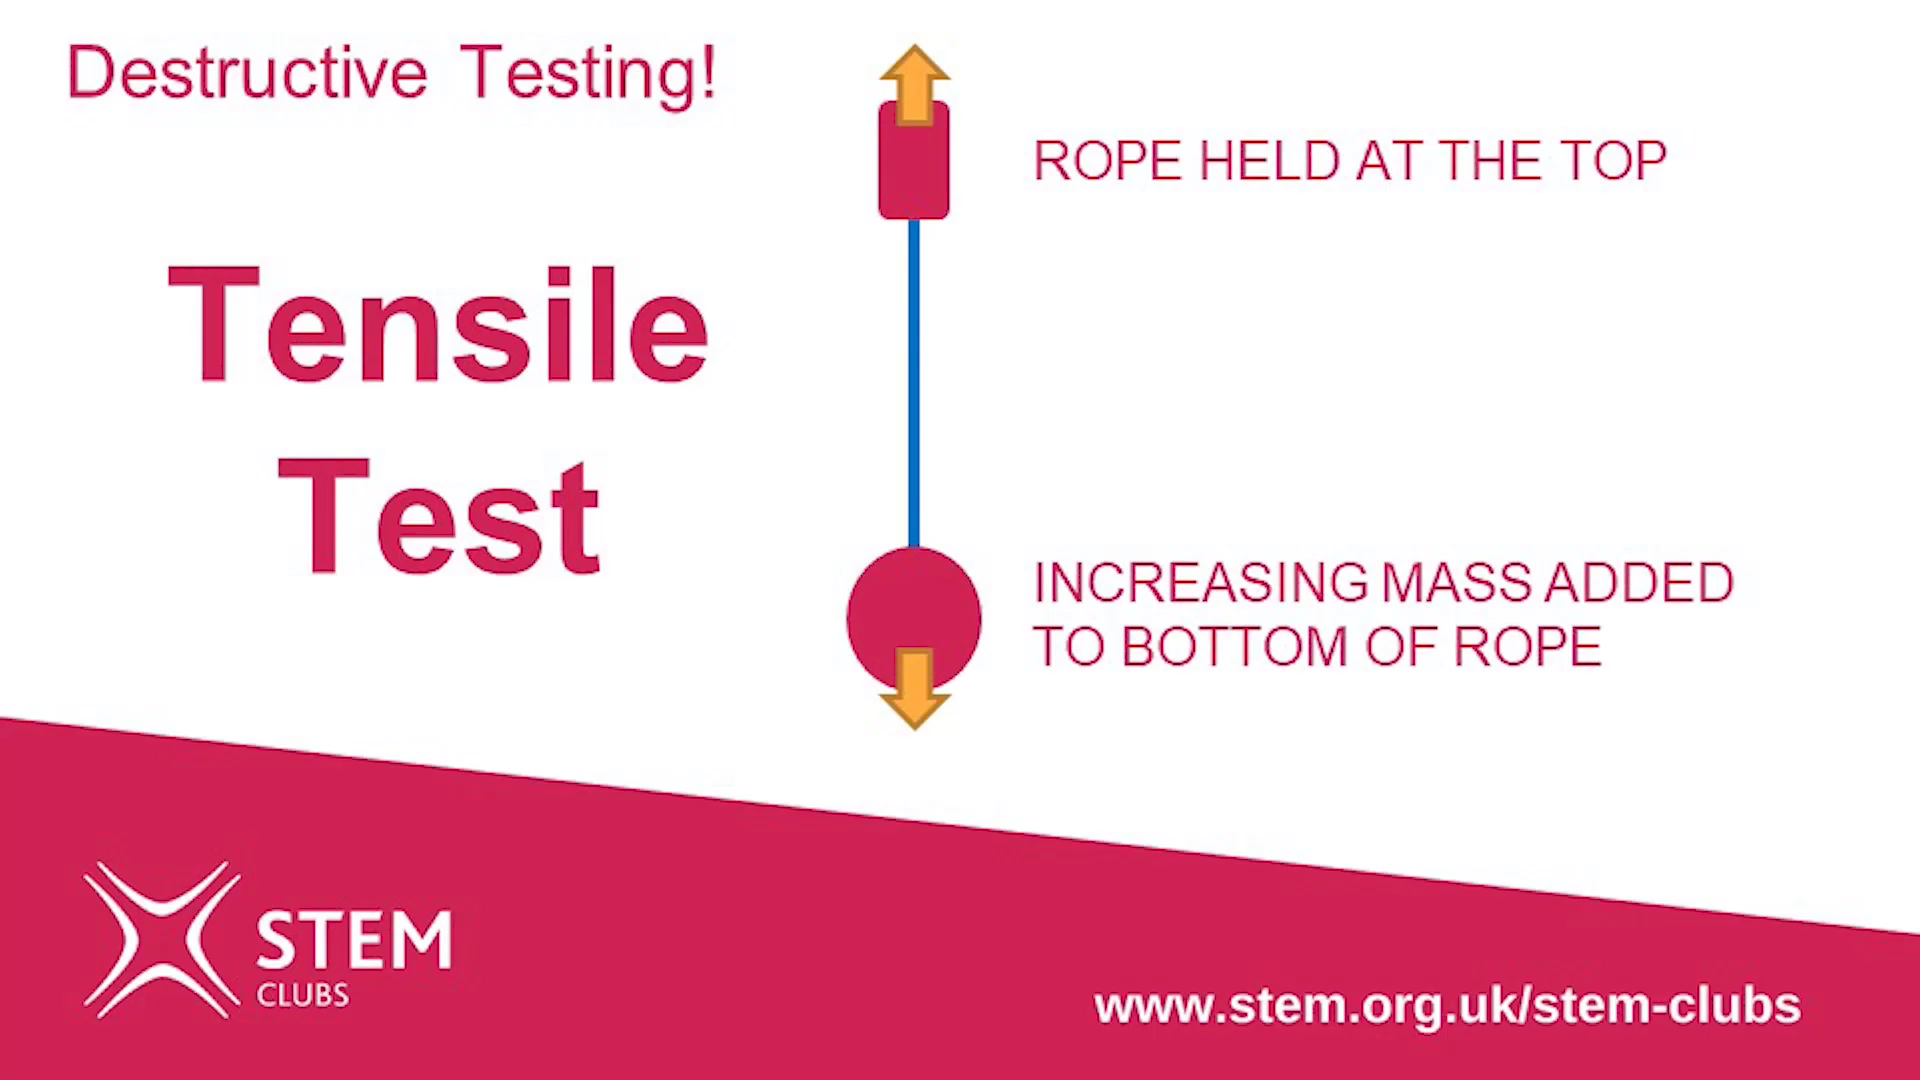 Destructive Testing!
ROPE HELD AT THE TOP
Tensile
Test
INCREASING MASS ADDED
TO BOTTOM OF ROPE
STEM
CLUBS
www.stem.org.uk/stem-clubs